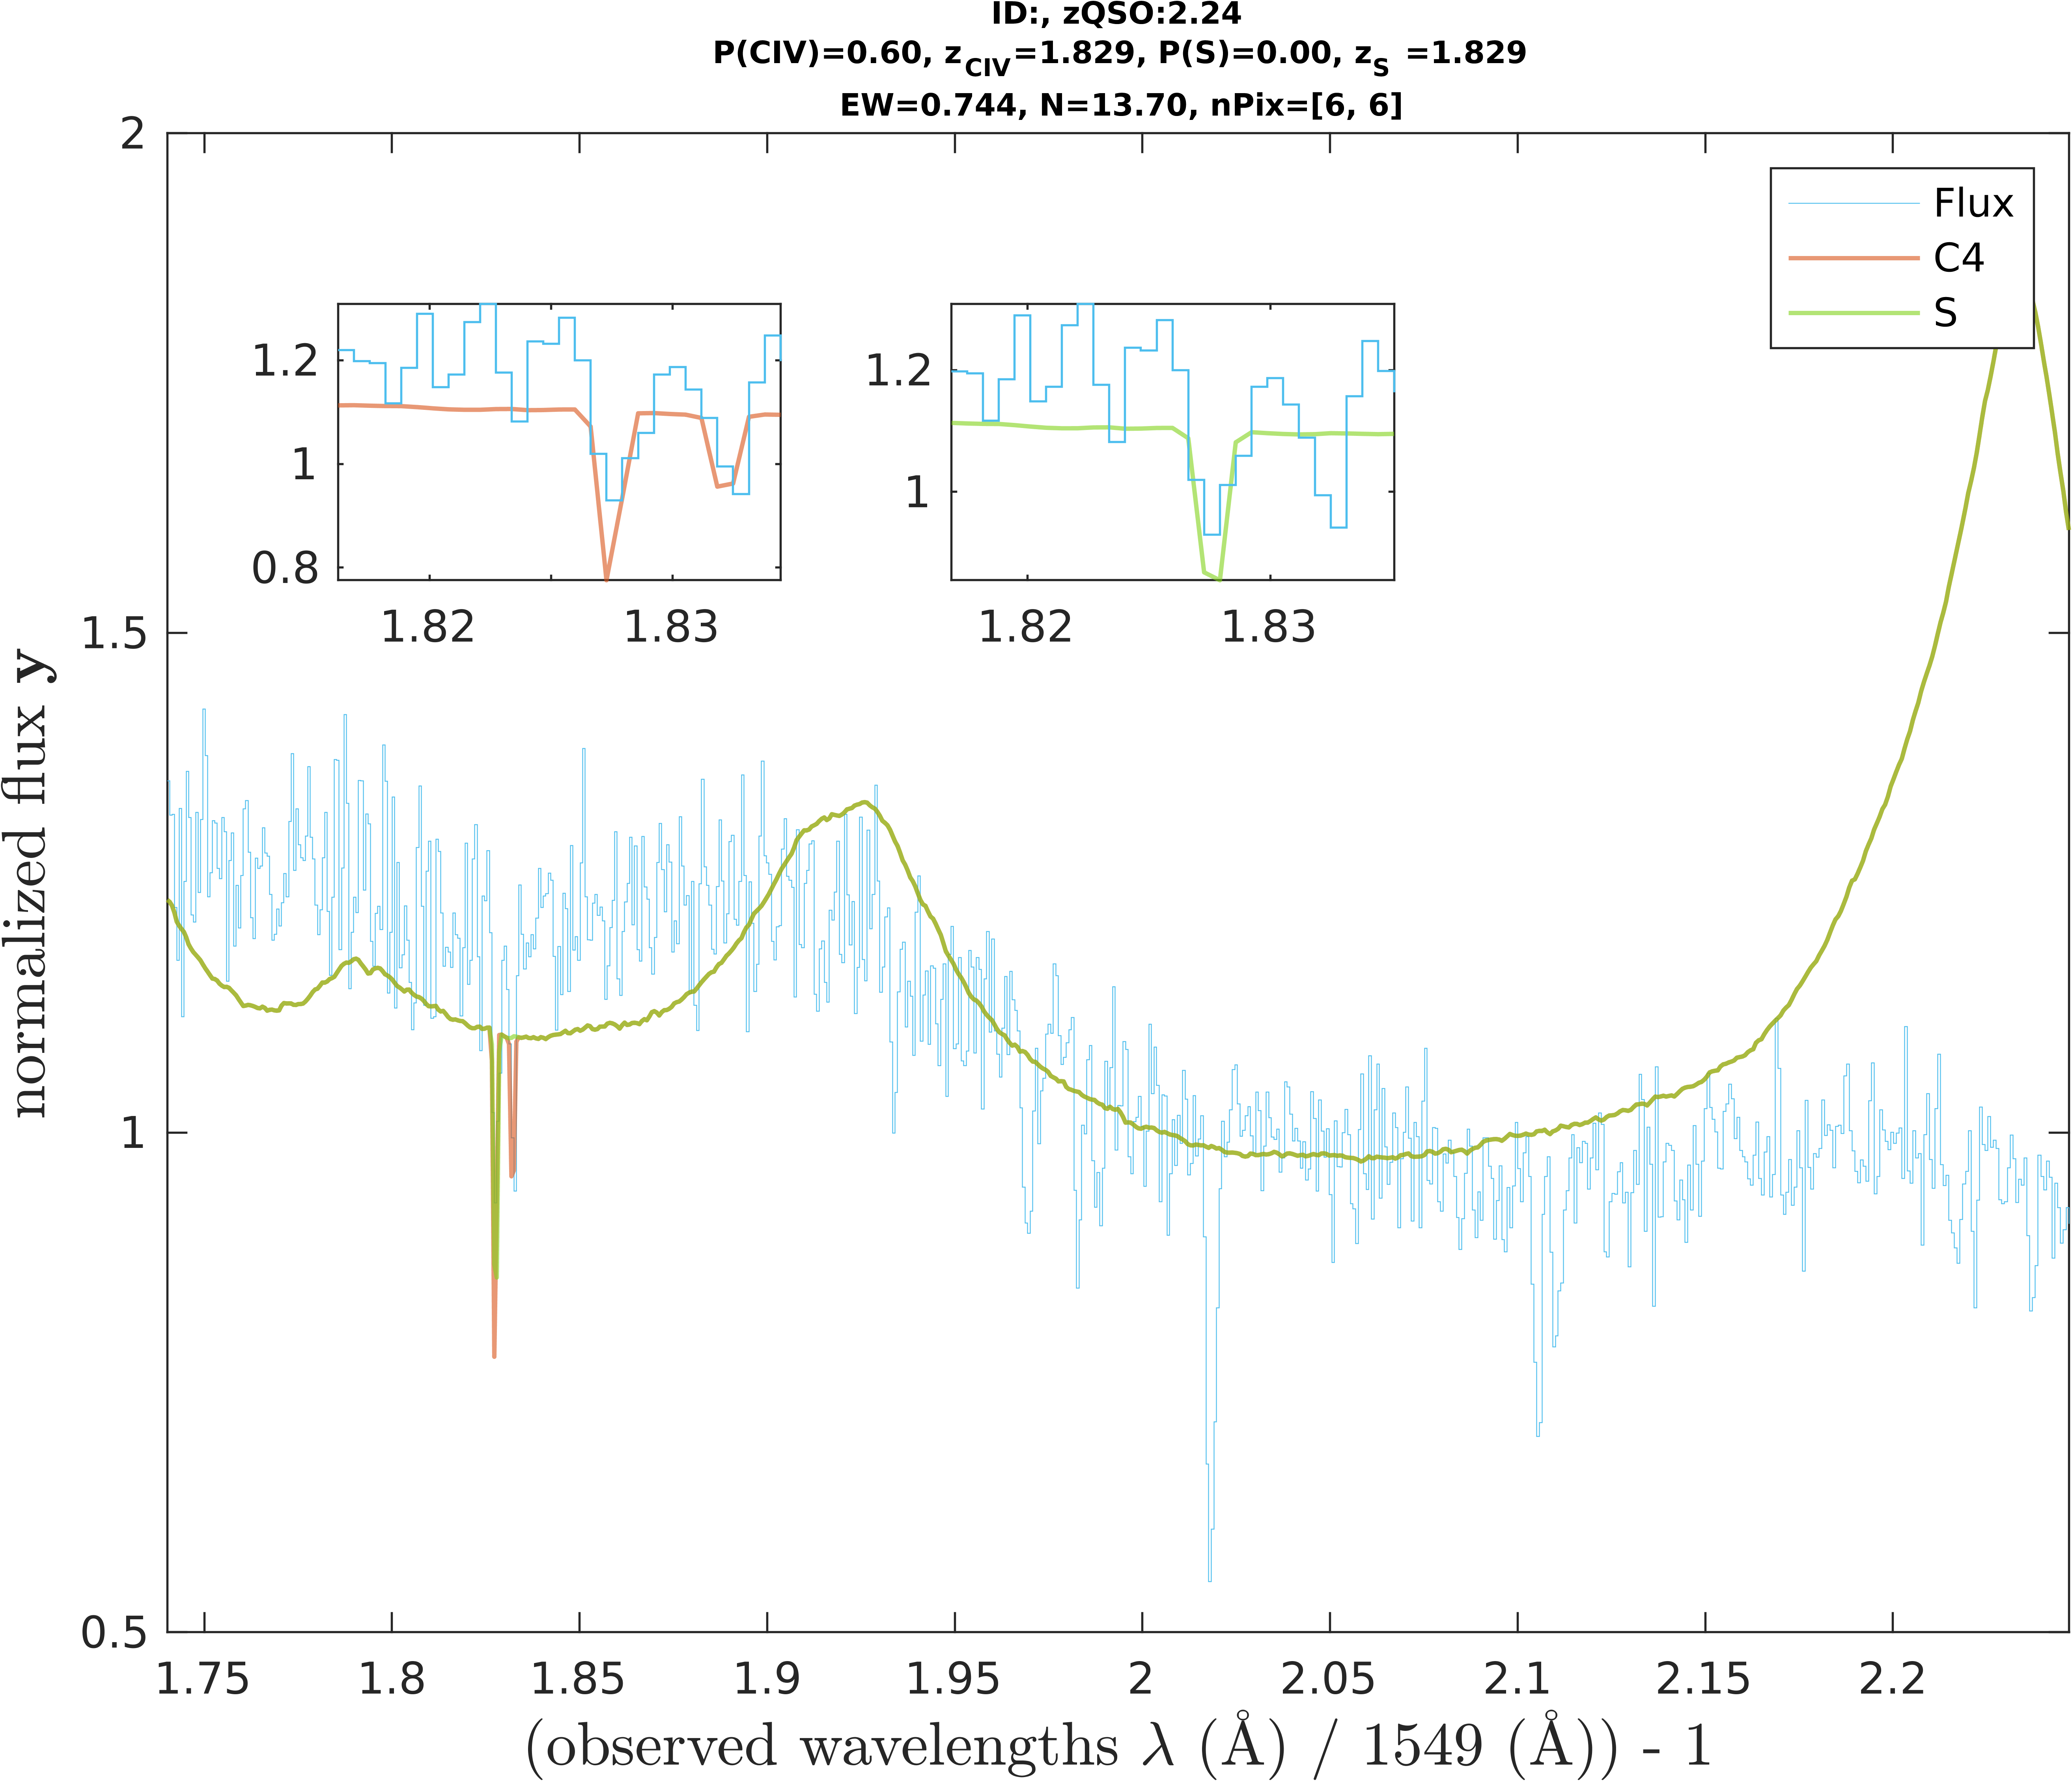 ID:, zQSO:2.24
P(CIV)=0.60, zCIV=1.829, P(S)=0.00, zS =1.829
EW=0.744, N=13.70, nPix=[6, 6]
2
1.5
1
0.5
normalized flux y
Flux
C4
S
1.2
1
0.8
1.82
1.83
1.2
1
1.82
1.83
1.75
1.8
1.85
1.9
1.95
2
2.05
2.1
2.15
2.2
(observed wavelengths λ (Å) / 1549 (Å)) - 1